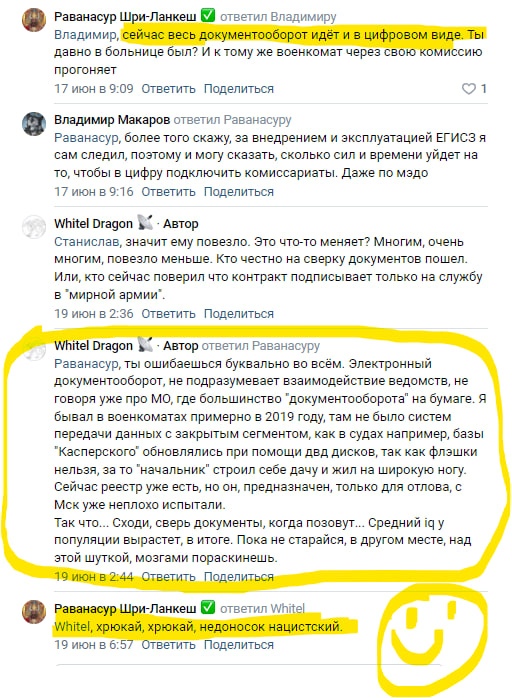 Раванасур Шри-Ланкеш ✅ ответил Владимиру
Владимир, сейчас весь документооборот идёт и в цифровом виде. Ты
давно в больнице был? И к тому же военкомат через свою комиссию
прогоняет
17 июн в 9:09 Ответить Поделиться 1
Владимир Макаров ответил Раванасуру
Раванасур, более того скажу, за внедрением и эксплуатацией ЕГИСЗ я
сам следил, поэтому и могу сказать, сколько сил и времени уйдет на
то, чтобы в цифру подключить комиссариаты. Даже по мэдо
17 июн в 9:16 Ответить Поделиться
Whitel Dragon 📡 · Автор
Станислав, значит ему повезло. Это что-то меняет? Многим, очень
многим, повезло меньше. Кто честно на сверку документов пошел.
Или, кто сейчас поверил что контракт подписывает только на службу
в "мирной армии".
19 июн в 2:36 Ответить Поделиться
Whitel Dragon 📡 · Автор ответил Раванасуру
Раванасур, ты ошибаешься буквально во всём. Электронный
документооборот, не подразумевает взаимодействие ведомств, не
говоря уже про МО, где большинство "документооборота" на бумаге. Я
бывал в военкоматах примерно в 2019 году, там не было систем
передачи данных с закрытым сегментом, как в судах например, базы
"Касперского" обновлялись при помощи двд дисков, так как флэшки
нельзя, за то "начальник" строил себе дачу и жил на широкую ногу.
Сейчас реестр уже есть, но он, предназначен, только для отлова, с
Мск уже неплохо испытали.
Так что... Сходи, сверь документы, когда позовут... Средний iq у
популяции вырастет, в итоге. Пока не старайся, в другом месте, над
этой шуткой, мозгами пораскинешь.
19 июн в 2:44 Ответить Поделиться
Раванасур Шри-Ланкеш ✅ ответил Whitel
Whitel, хрюкай, хрюкай, недоносок нацистский.
19 июн в 6:57 Ответить Поделиться